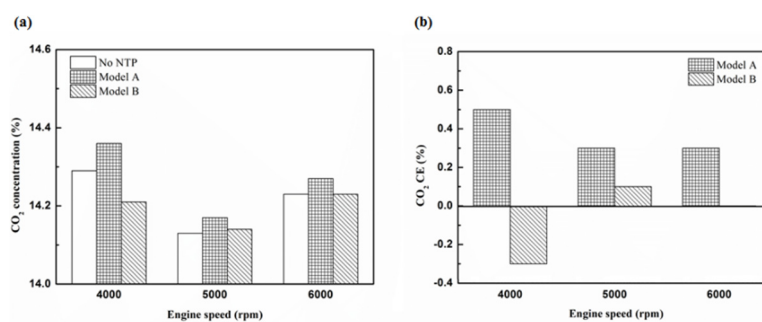 (a)
14.6
14.4
14.2
14.0
CO2 concentration (%)
No NTP
Model A
Model B
4000
5000
6000
Engine speed (rpm)
(b)
0.8
0.6
0.4
0.2
0.0
-0.2
-0.4
CO2 CE (%)
Model A
Model B
4000
5000
6000
Engine speed (rpm)